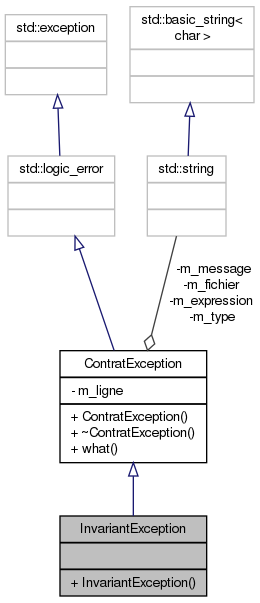 std::exception
std::basic_string<
char >
std::logic_error
std::string
-m_message
-m_fichier
-m_expression
-m_type
ContratException
- m_ligne
+ ContratException()
+ ~ContratException()
+ what()
InvariantException
+ InvariantException()